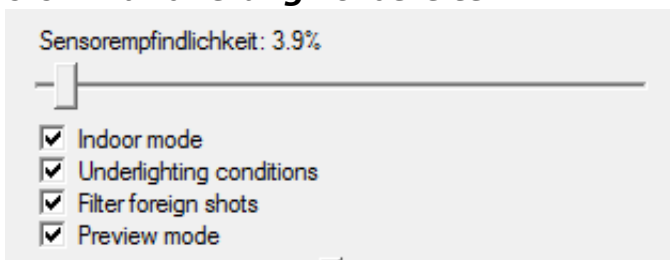 Sensorempfindlichkeit: 3.9%
Indoor mode
Underlighting conditions
Filter foreign shots
Preview mode